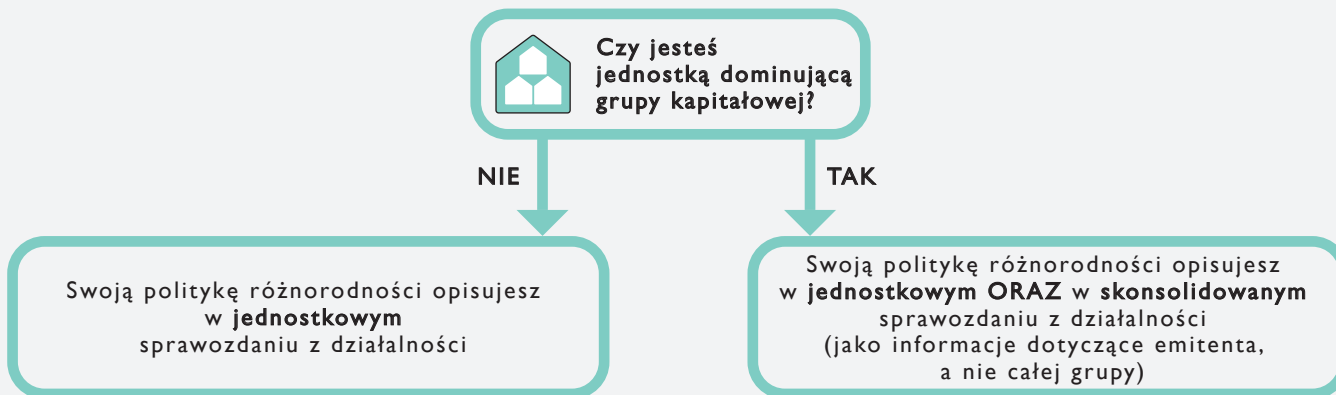 Czy jesteś
jednostką dominującą
grupy kapitałowej?
NIE
TAK
Swoją politykę różnorodności opisujesz
w jednostkowym
sprawozdaniu z działalności
Swoją politykę różnorodności opisujesz
w jednostkowym ORAZ w skonsolidowanym
sprawozdaniu z działalności
(jako informacje dotyczące emitenta,
a nie całej grupy)